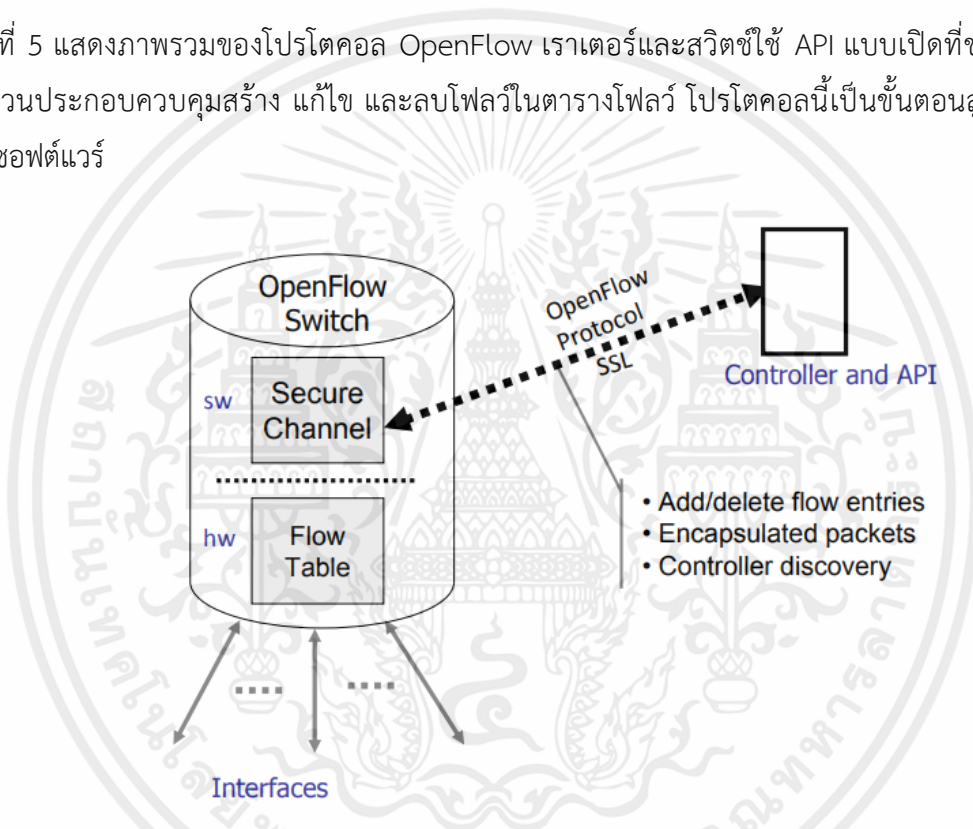 ที่ 5 แสดงภาพรวมของโปรโตคอล OpenFlow เราเตอร์และสวิตช์ใช้ API แบบเปิดที่
วนประกอบควบคุมสร้าง แก้ไข และลบโฟลว์ในตารางโฟลว์ โปรโตคอลนี้เป็นขั้นตอน
ซอฟต์แวร์
OpenFlow
Switch
sw
Secure
Channel
hw
Flow
Table
Interfaces
OpenFlow
Protocol
SSL
Controller and API
• Add/delete flow entries
• Encapsulated packets
• Controller discovery